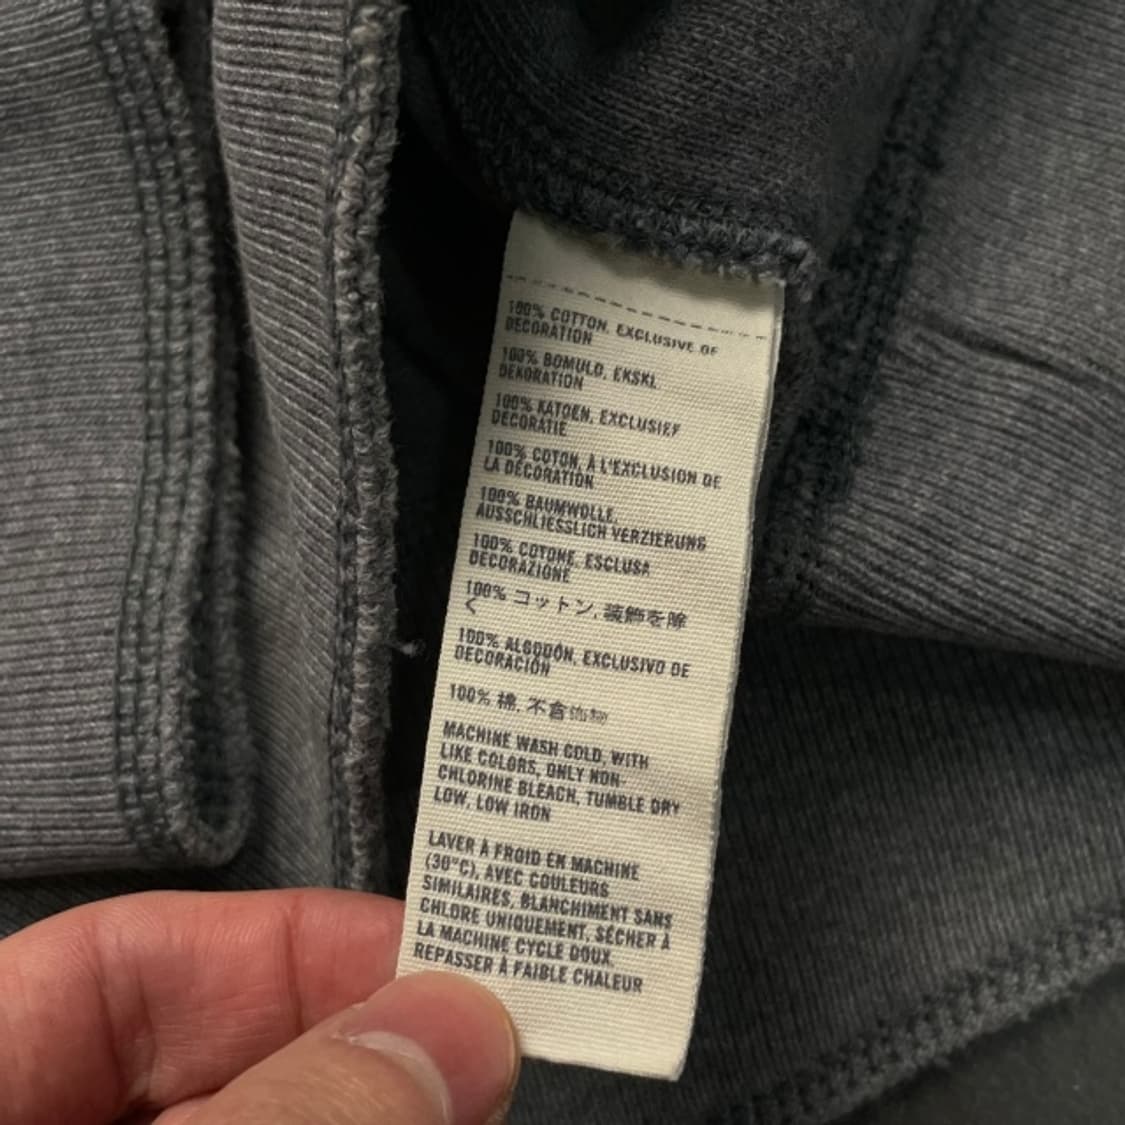 100% COTTON, EXCLUSIVE OF
DECORATION
100% BOMULD, EKSKL.
DEKORATION
100% KATOEN, EXCLUSIEF
DECORATIE
100% COTON, À L'EXCLUSION DE
LA DÉCORATION
100% BAUMWOLLE,
AUSSCHLIESSLICH VERZIERUNG
100% COTONE, ESCLUSA
DECORAZIONE
100% コットン, 装飾を除
く
100% ALGODÓN, EXCLUSIVO DE
DECORACIÓN
100% 棉, 不含
MACHINE WASH COLD, WITH
LIKE COLORS, ONLY NON-
CHLORINE BLEACH, TUMBLE DRY
LOW, LOW IRON
LAVER À FROID EN MACHINE
(30°C), AVEC COULEURS
SIMILAIRES, BLANCHIMENT SANS
CHLORE UNIQUEMENT, SÉCHER À
LA MACHINE CYCLE DOUX,
REPASSER À FAIBLE CHALEUR